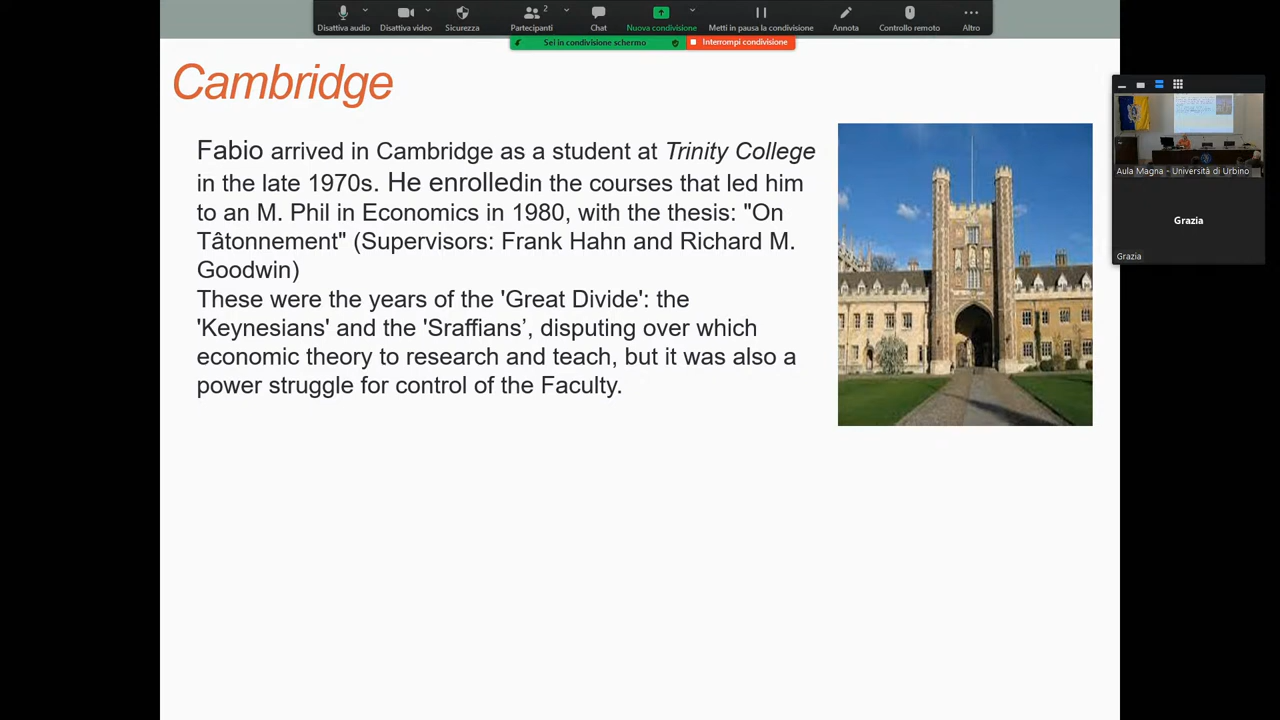 2
Disattiva audio
Disattiva video
Sicurezza
Partecipanti
Chat
Nuova condivisione
Metti in pausa la condivisione
Annota
Controllo remoto
Altro
Sei in condivisione schermo
Interrompi condivisione
Cambridge
Fabio arrived in Cambridge as a student at Trinity College
in the late 1970s. He enrolledin the courses that led him
to an M. Phil in Economics in 1980, with the thesis: "On
Tâtonnement" (Supervisors: Frank Hahn and Richard M.
Goodwin)
These were the years of the 'Great Divide': the
'Keynesians' and the 'Sraffians’, disputing over which
economic theory to research and teach, but it was also a
power struggle for control of the Faculty.
Aula Magna - Università di Urbino
Grazia
Grazia